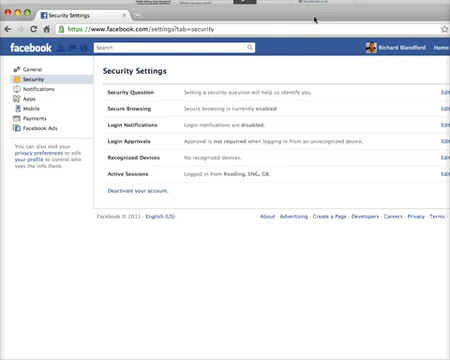 Security Settings
https://www.facebook.com/settings?tab=security
facebook
Search
Richard Blandford
Home
General
Security
Notifications
Apps
Mobile
Payments
Facebook Ads
You can also visit your
privacy preferences or edit
your profile to control who
sees the info there.
Security Settings
Security Question Setting a security question will help us identify you. Edit
Secure Browsing Secure browsing is currently enabled. Edit
Login Notifications Login notifications are disabled. Edit
Login Approvals Approval is not required when logging in from an unrecognized device. Edit
Recognized Devices No recognized devices. Edit
Active Sessions Logged in from Reading, ENG, GB. Edit
Deactivate your account.
Facebook © 2011 · English (US)
About · Advertising · Create a Page · Developers · Careers · Privacy · Terms ·